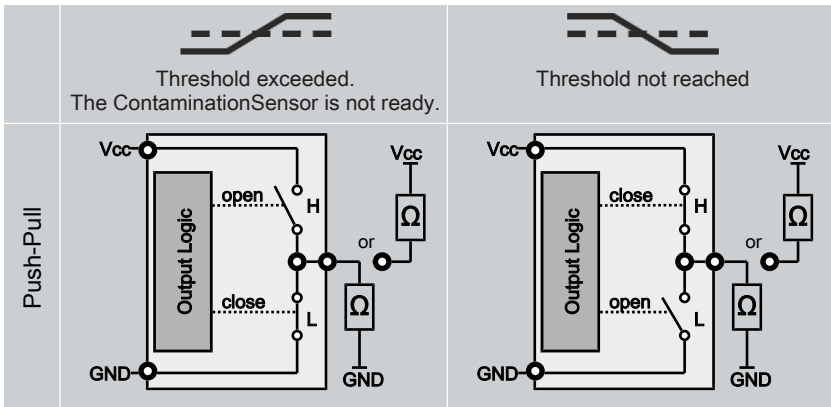 Threshold exceeded.
The ContaminationSensor is not ready.
Threshold not reached
Push-Pull
Vcc
Output Logic
open
H
close
L
GND
or
Vcc
Ω
Ω
GND
Vcc
Output Logic
close
H
open
L
GND
or
Vcc
Ω
Ω
GND